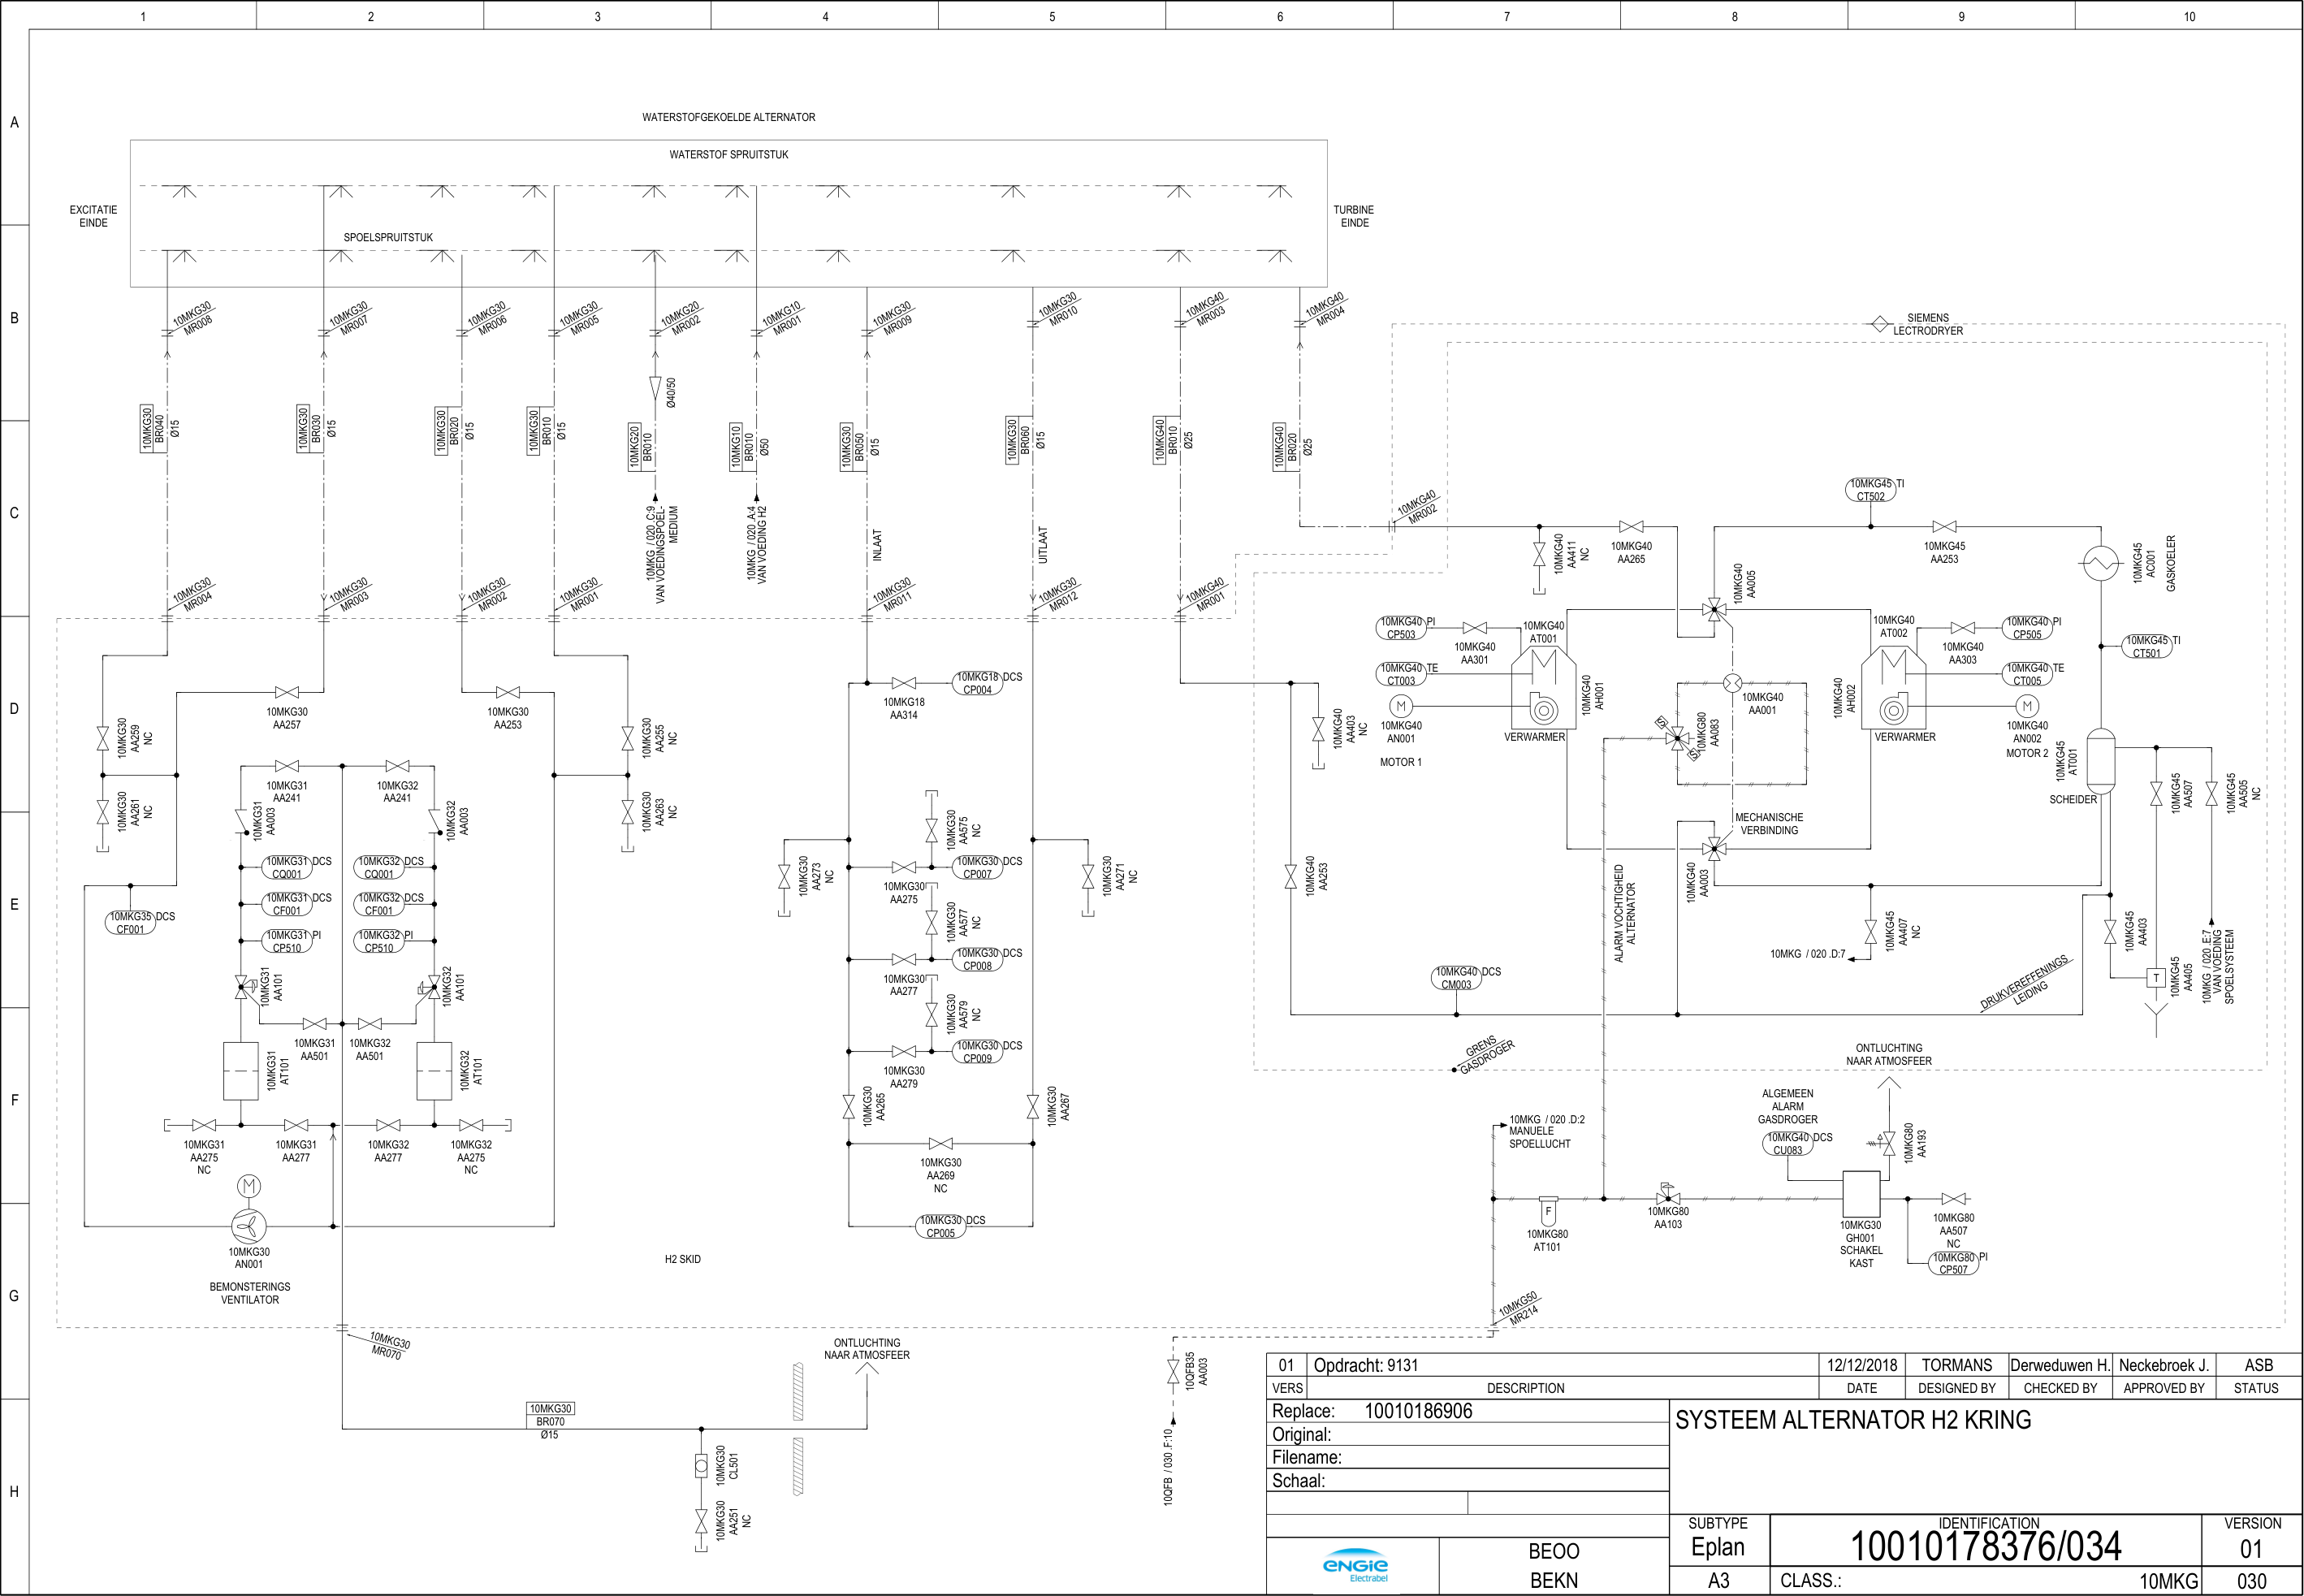 1 2 3 4 5 6 7 8 9 10
A
B
C
D
E
F
G
H
WATERSTOFGEKOELDE ALTERNATOR
WATERSTOF SPRUITSTUK
EXCITATIE
EINDE
SPOELSPRUITSTUK
TURBINE
EINDE
10MKG30
MR008
10MKG30
MR007
10MKG30
MR006
10MKG30
MR005
10MKG20
MR002
10MKG10
MR001
10MKG30
MR009
10MKG30
MR010
10MKG40
MR003
10MKG40
MR004
SIEMENS
LECTRODRYER
Ø40/50
10MKG30
BR040
Ø15
10MKG30
BR030
Ø15
10MKG30
BR020
Ø15
10MKG30
BR010
Ø15
10MKG20
BR010
10MKG10
BR010
Ø50
10MKG30
BR050
Ø15
10MKG30
BR060
Ø15
10MKG40
BR010
Ø25
10MKG40
BR020
Ø25
10MKG / 020 .C:9
VAN VOEDINGSPOEL-
MEDIUM
10MKG / 020 .A:4
VAN VOEDING H2
INLAAT
UITLAAT
10MKG30
MR004
10MKG30
MR003
10MKG30
MR002
10MKG30
MR001
10MKG30
MR011
10MKG30
MR012
10MKG40
MR001
10MKG40
MR002
10MKG40
AA411
NC
10MKG40
AA265
10MKG45 TI
CT502
10MKG45
AA253
10MKG45
AC001
GASKOELER
10MKG40
AA005
10MKG40 PI
CP503
10MKG40
AA301
10MKG40
AT001
10MKG40 TE
CT003
10MKG40
AH001
10MKG40
AN001
M
MOTOR 1
VERWARMER
10MKG40
AA001
10MKG80
AA083
S
S
10MKG40
AT002
10MKG40
AH002
10MKG40
AA303
10MKG40 PI
CP505
10MKG40 TE
CT005
M
10MKG40
AN002
MOTOR 2
VERWARMER
10MKG45 TI
CT501
10MKG45
AT001
SCHEIDER
10MKG45
AA507
10MKG45
AA505
NC
MECHANISCHE
VERBINDING
10MKG40
AA003
10MKG45
AA407
NC
10MKG / 020 .D:7
10MKG45
AA403
T
10MKG45
AA405
10MKG / 020 .E:7
VAN VOEDING
SPOELSYSTEEM
DRUKVEREFFENINGS
LEIDING
ALARM VOCHTIGHEID
ALTERNATOR
10MKG40 DCS
CM003
GRENS
GASDROGER
10MKG30
AA259
NC
10MKG30
AA257
10MKG30
AA253
10MKG30
AA255
NC
10MKG30
AA261
NC
10MKG31
AA241
10MKG32
AA241
10MKG30
AA263
NC
10MKG31
AA003
10MKG32
AA003
10MKG31 DCS
CQ001
10MKG32 DCS
CQ001
10MKG31 DCS
CF001
10MKG32 DCS
CF001
10MKG31 PI
CP510
10MKG32 PI
CP510
10MKG35 DCS
CF001
10MKG31
AA101
10MKG32
AA101
10MKG31
AA501
10MKG32
AA501
10MKG31
AT101
10MKG32
AT101
10MKG31
AA275
NC
10MKG31
AA277
10MKG32
AA277
10MKG32
AA275
NC
M
10MKG30
AN001
BEMONSTERINGS
VENTILATOR
10MKG18
AA314
10MKG18 DCS
CP004
10MKG30
AA273
NC
10MKG30
AA575
NC
10MKG30
AA275
10MKG30 DCS
CP007
10MKG30
AA577
NC
10MKG30
AA277
10MKG30 DCS
CP008
10MKG30
AA579
NC
10MKG30
AA279
10MKG30 DCS
CP009
10MKG30
AA271
NC
10MKG30
AA265
10MKG30
AA267
10MKG30
AA269
NC
10MKG30 DCS
CP005
10MKG40
AA403
NC
10MKG40
AA253
H2 SKID
10MKG / 020 .D:2
MANUELE
SPOELLUCHT
F
10MKG80
AT101
10MKG80
AA103
ALGEMEEN
ALARM
GASDROGER
10MKG40 DCS
CU083
ONTLUCHTING
NAAR ATMOSFEER
10MKG80
AA193
10MKG30
GH001
SCHAKEL
KAST
10MKG80
AA507
NC
10MKG80 PI
CP507
10MKG50
MR214
10MKG30
MR070
ONTLUCHTING
NAAR ATMOSFEER
10MKG30
BR070
Ø15
10MKG30
CL501
10MKG30
AA251
NC
10QFB35
AA003
10QFB / 030 .F:10
01 Opdracht: 9131 12/12/2018 TORMANS Derweduwen H. Neckebroek J. ASB
VERS DESCRIPTION DATE DESIGNED BY CHECKED BY APPROVED BY STATUS
Replace: 10010186906
Original:
Filename:
Schaal:
SYSTEEM ALTERNATOR H2 KRING
ENGIE
Electrabel
BEOO
BEKN
SUBTYPE IDENTIFICATION VERSION
Eplan 10010178376/034 01
A3 CLASS.: 10MKG 030